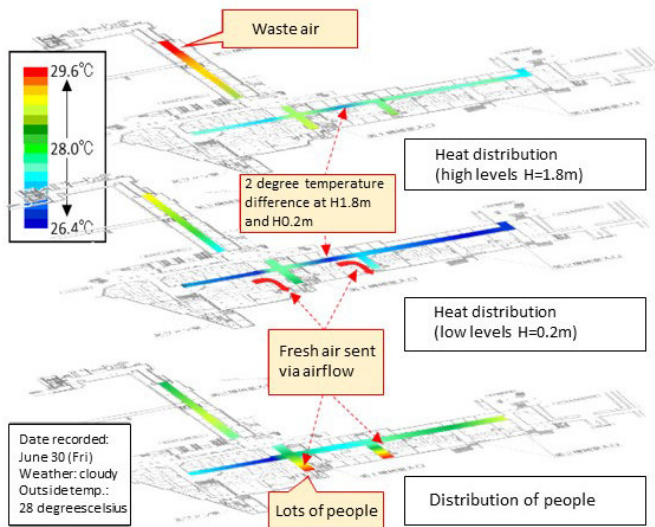 Waste air
29.6℃
28.0℃
26.4℃
Heat distribution
(high levels H=1.8m)
2 degree temperature
difference at H1.8m
and H0.2m
Heat distribution
(low levels H=0.2m)
Fresh air sent
via airflow
Date recorded:
June 30 (Fri)
Weather: cloudy
Outside temp.:
28 degreescelsius
Lots of people
Distribution of people